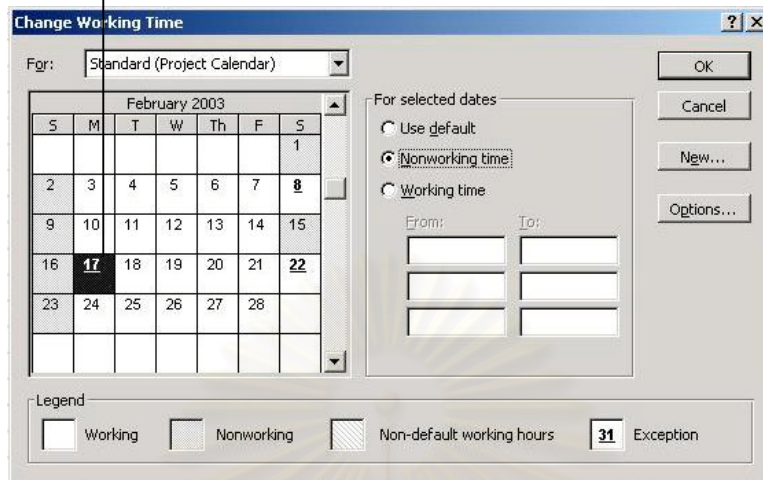 Change Working Time
For: Standard (Project Calendar)
OK
Cancel
New...
Options...
February 2003
S M T W Th F S
1
2 3 4 5 6 7 8
9 10 11 12 13 14 15
16 17 18 19 20 21 22
23 24 25 26 27 28
For selected dates
Use default
Nonworking time
Working time
From: To:
Legend
Working Nonworking Non-default working hours 31 Exception